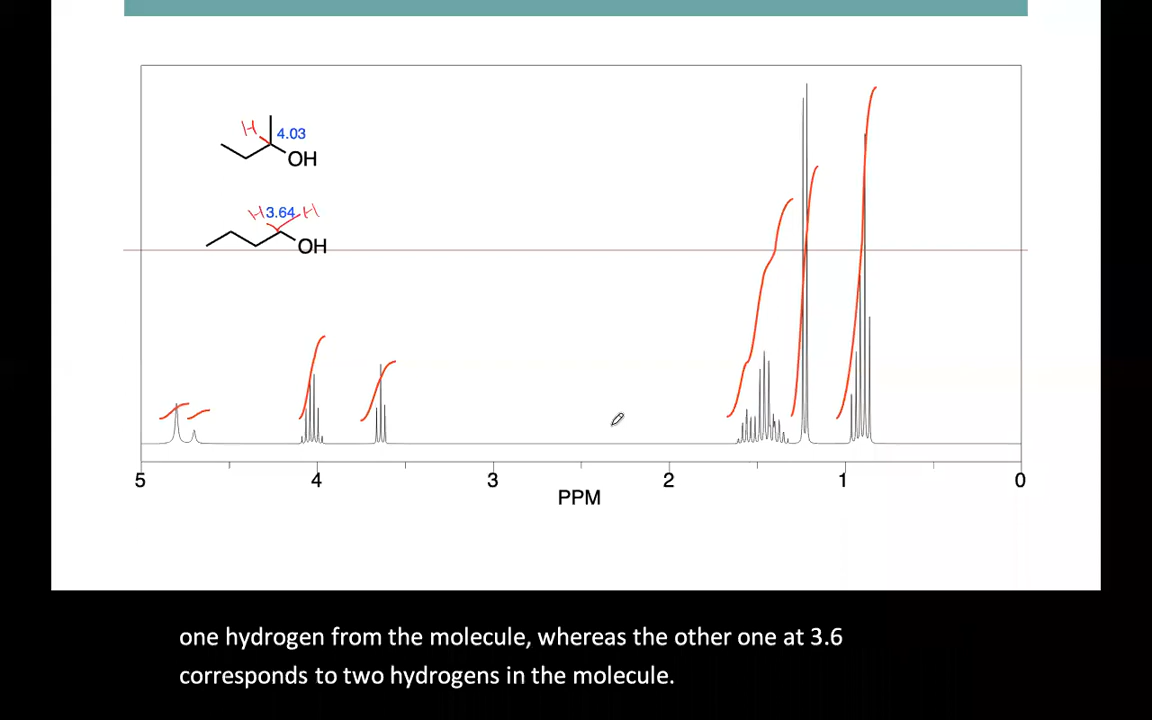 H 4.03
OH
H 3.64 H
OH
5 4 3 2 1 0
PPM
one hydrogen from the molecule, whereas the other one at 3.6
corresponds to two hydrogens in the molecule.